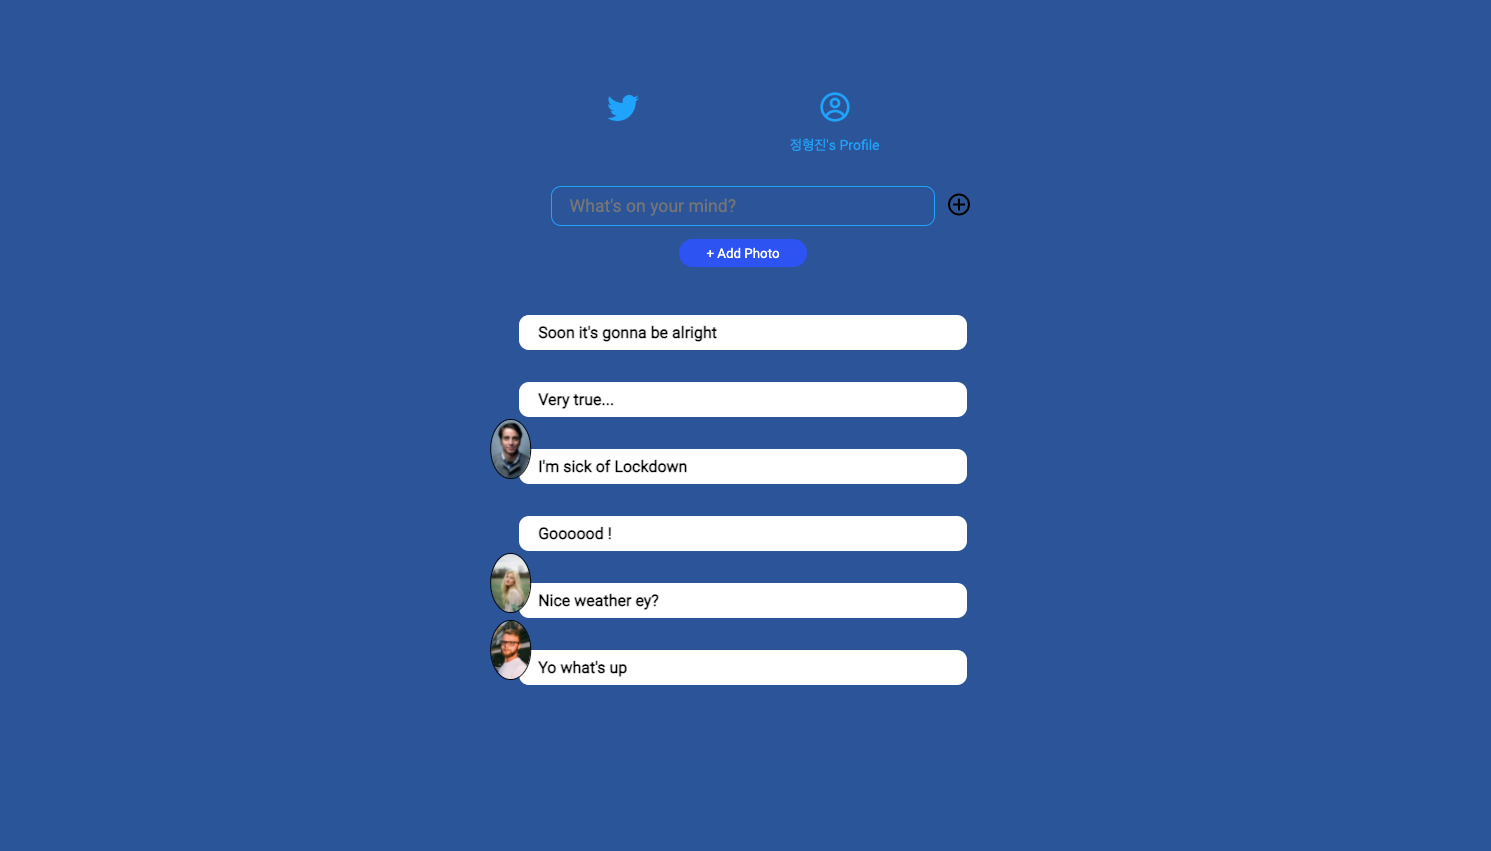 정형진's Profile
What's on your mind?
+ Add Photo
Soon it's gonna be alright
Very true...
I'm sick of Lockdown
Goooood !
Nice weather ey?
Yo what's up